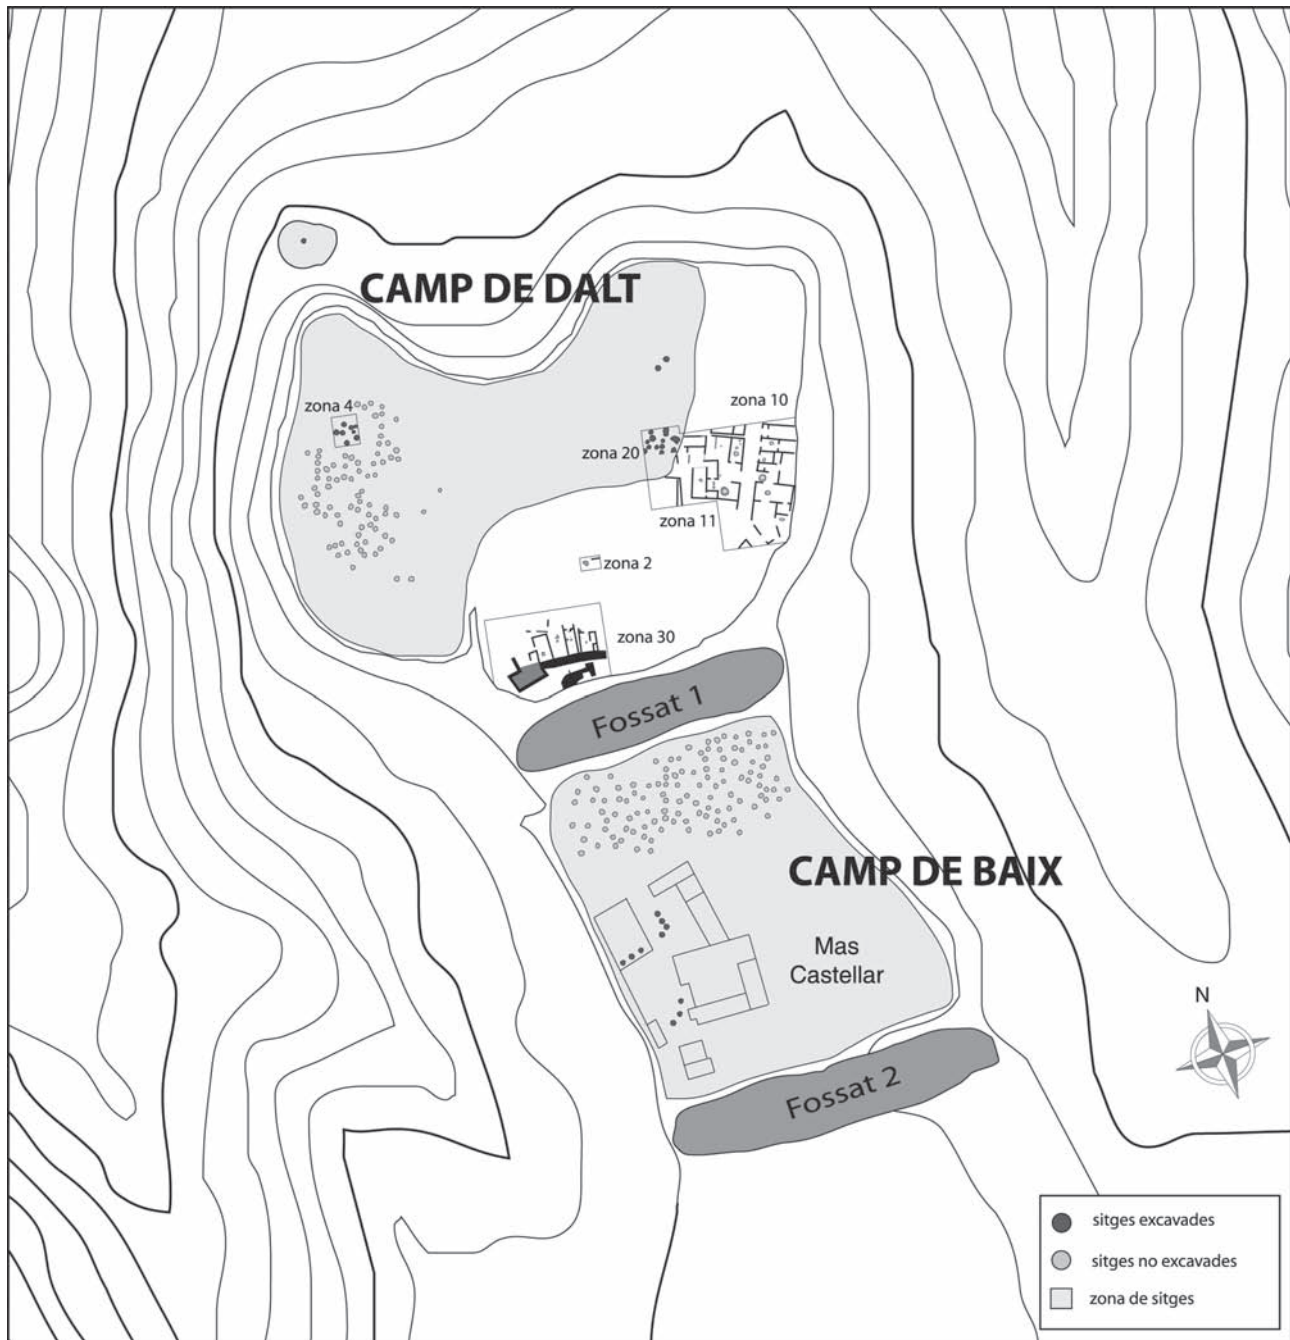 CAMP DE DALT
zona 10
zona 4
zona 20
zona 11
zona 2
zona 30
Fossat 1
CAMP DE BAIX
Mas
Castellar
N
Fossat 2
sitges excavades
sitges no excavades
zona de sitges